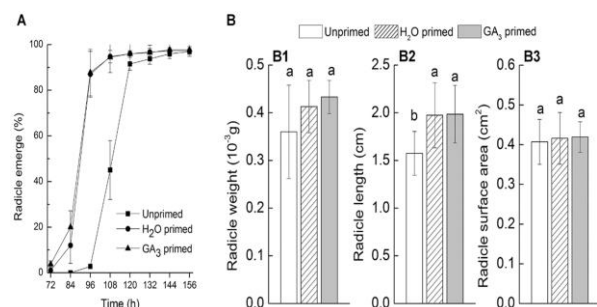 A
Radicle emerge (%)
100
80
60
40
20
0
Unprimed
H₂O primed
GA₃ primed
72 84 96 108 120 132 144 156
Time (h)
B
Unprimed H₂O primed GA₃ primed
B1
Radicle weight (10⁻³g)
0.5
0.4
0.3
0.2
0.1
0.0
a a a
B2
Radicle length (cm)
2.5
2.0
1.5
1.0
0.5
0.0
b a a
B3
Radicle surface area (cm²)
0.6
0.5
0.4
0.3
0.2
0.1
0.0
a a a